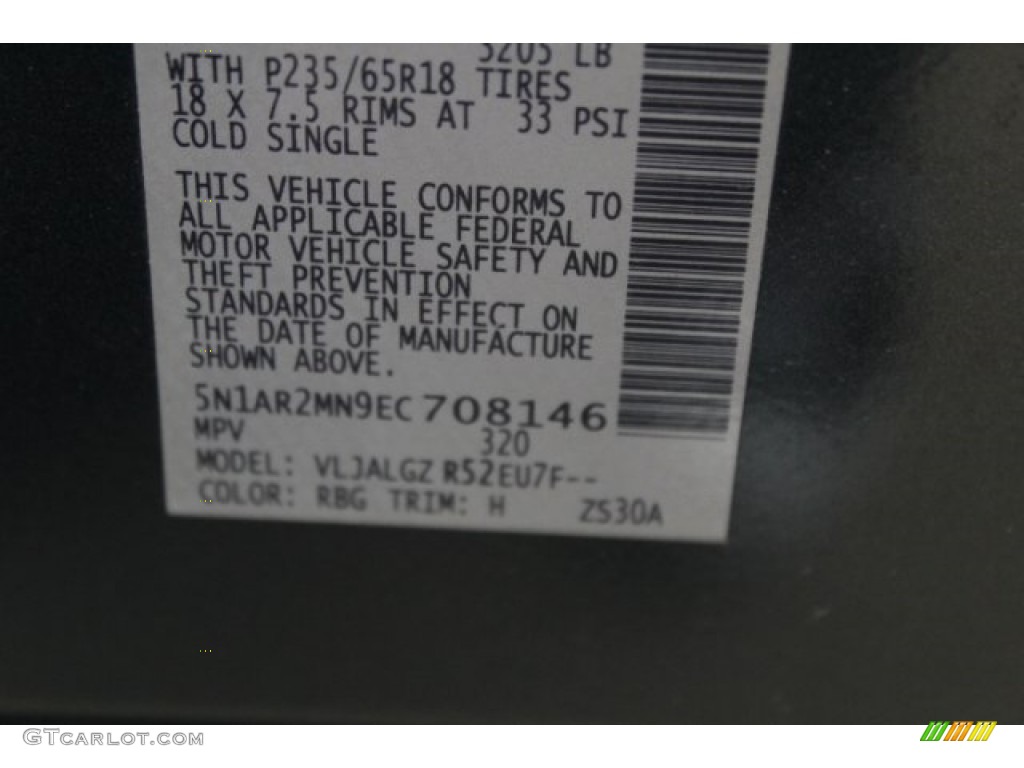 3205 LB
WITH P235/65R18 TIRES
18 X 7.5 RIMS AT 33 PSI
COLD SINGLE
THIS VEHICLE CONFORMS TO
ALL APPLICABLE FEDERAL
MOTOR VEHICLE SAFETY AND
THEFT PREVENTION
STANDARDS IN EFFECT ON
THE DATE OF MANUFACTURE
SHOWN ABOVE.
5N1AR2MN9EC708146
MPV 320
MODEL: VLJALGZ R52EU7F--
COLOR: RBG TRIM: H ZS30A
GTCARLOT.COM